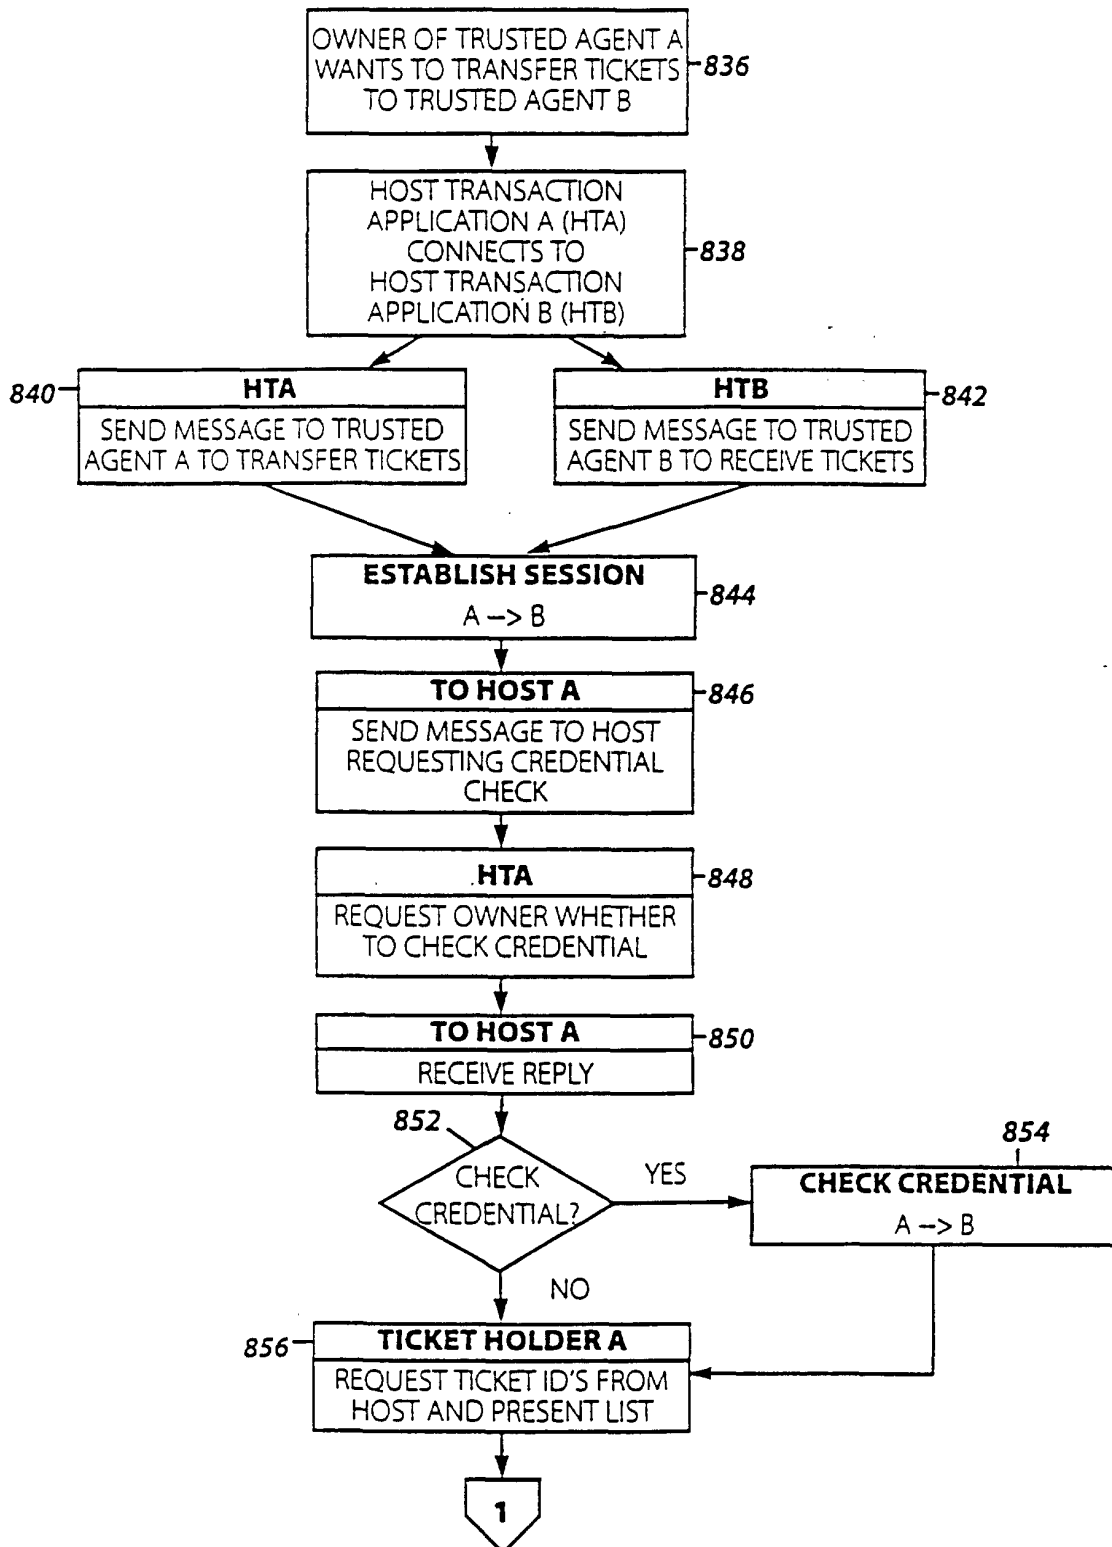 OWNER OF TRUSTED AGENT A
WANTS TO TRANSFER TICKETS
TO TRUSTED AGENT B
836
HOST TRANSACTION
APPLICATION A (HTA)
CONNECTS TO
HOST TRANSACTION
APPLICATION B (HTB)
838
840
HTA
SEND MESSAGE TO TRUSTED
AGENT A TO TRANSFER TICKETS
HTB
842
SEND MESSAGE TO TRUSTED
AGENT B TO RECEIVE TICKETS
ESTABLISH SESSION
A --> B
844
TO HOST A
846
SEND MESSAGE TO HOST
REQUESTING CREDENTIAL
CHECK
HTA
848
REQUEST OWNER WHETHER
TO CHECK CREDENTIAL
TO HOST A
850
RECEIVE REPLY
852
CHECK
CREDENTIAL?
YES
854
CHECK CREDENTIAL
A --> B
NO
856
TICKET HOLDER A
REQUEST TICKET ID'S FROM
HOST AND PRESENT LIST
1